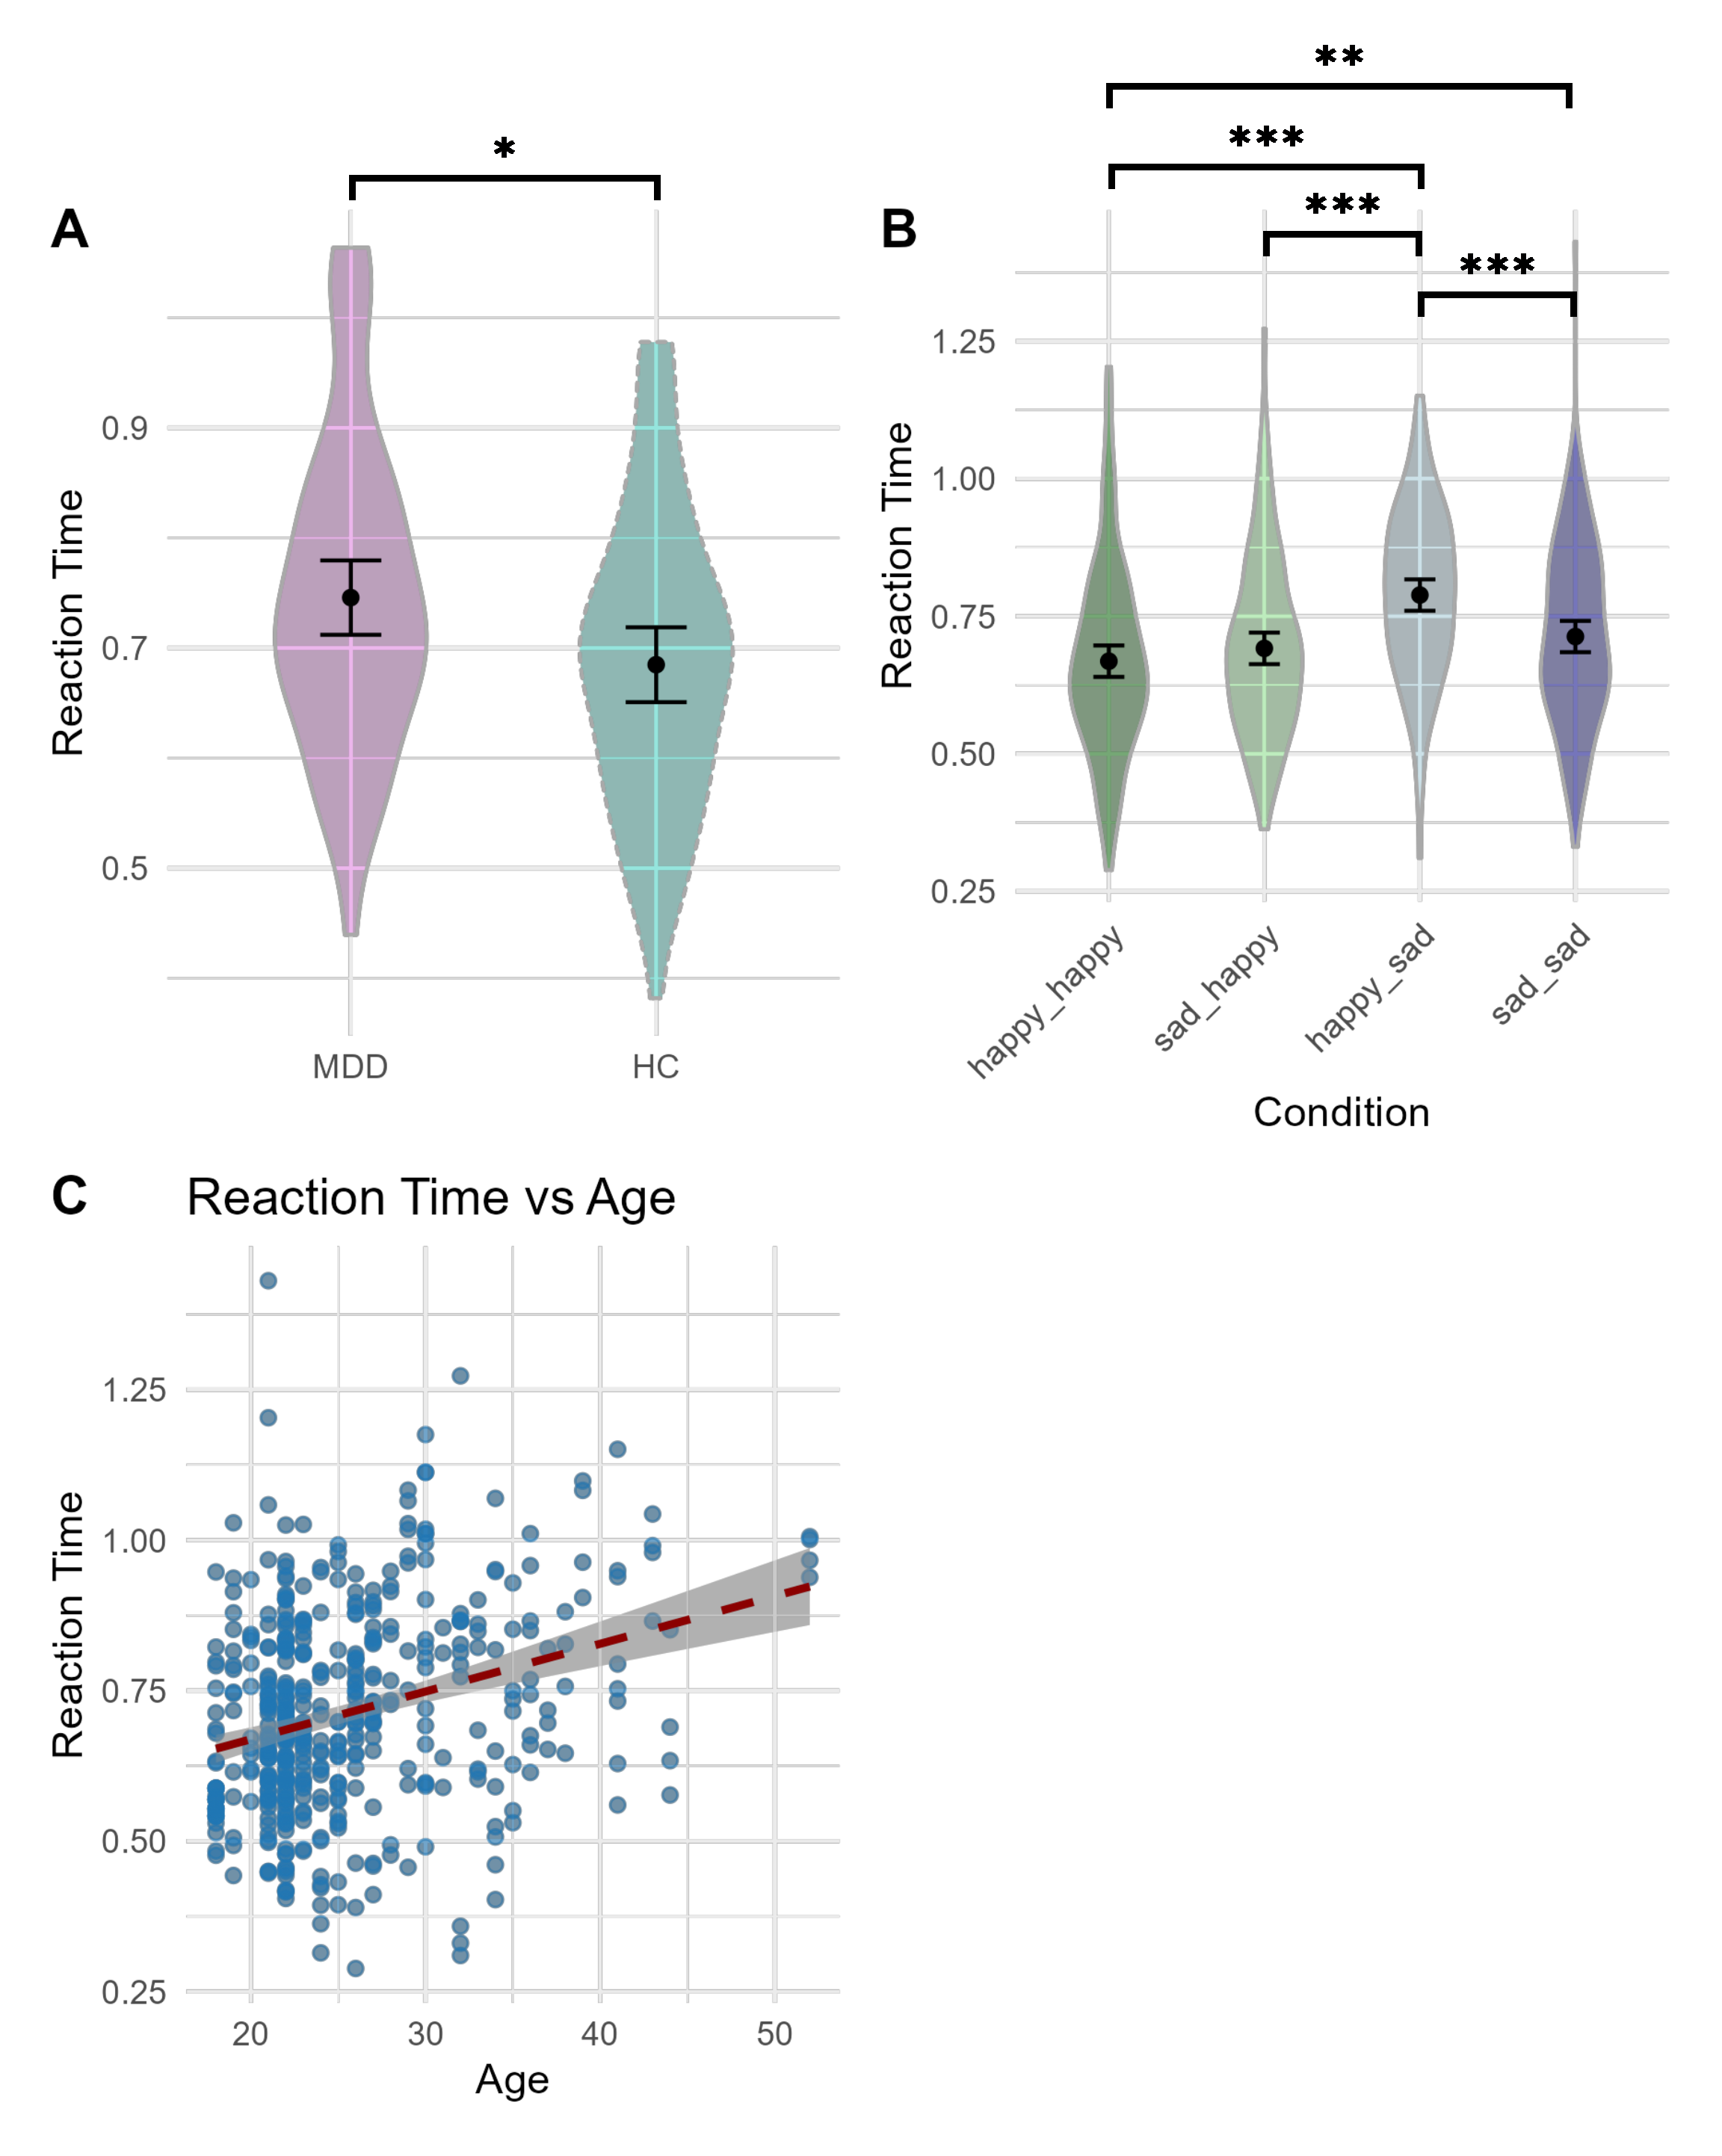 *
A
Reaction Time
0.9
0.7
0.5
MDD
HC
**
***
***
***
B
Reaction Time
1.25
1.00
0.75
0.50
0.25
happy_happy
sad_happy
happy_sad
sad_sad
Condition
C
Reaction Time vs Age
Reaction Time
1.25
1.00
0.75
0.50
0.25
20
30
40
50
Age